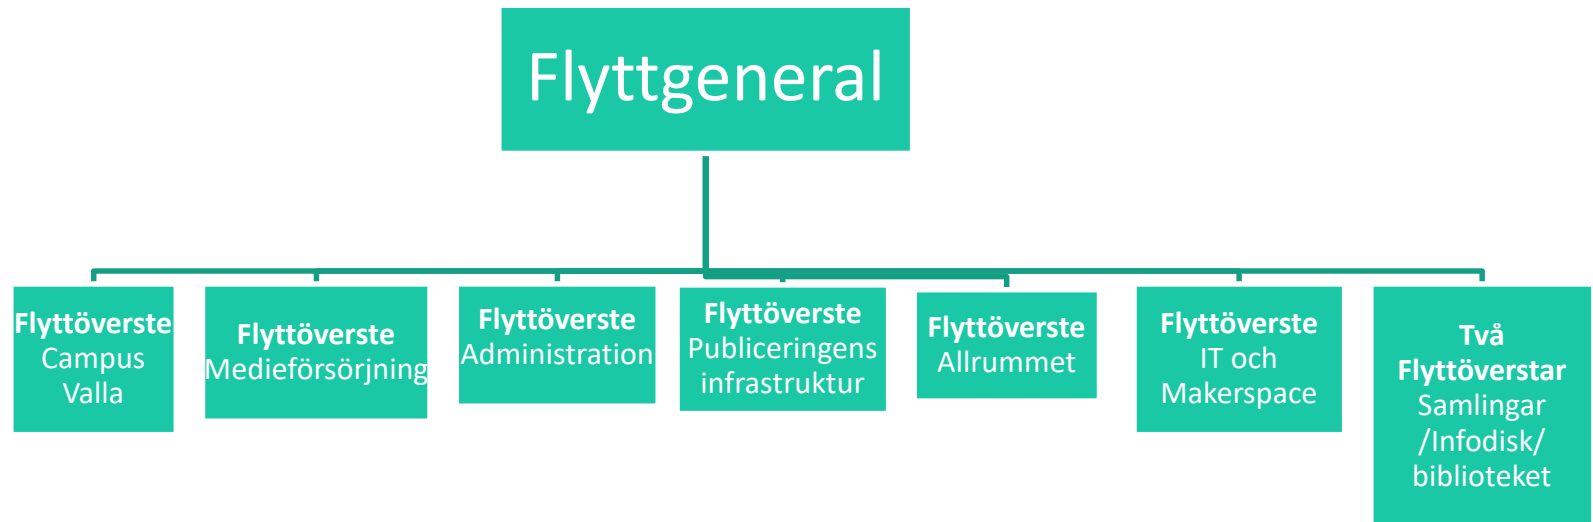 Flyttgeneral
Flyttöverste
Campus
Valla
Flyttöverste
Medieförsörjning
Flyttöverste
Administration
Flyttöverste
Publiceringens
infrastruktur
Flyttöverste
Allrummet
Flyttöverste
IT och
Makerspace
Två
Flyttöverstar
Samlingar
/Infodisk/
biblioteket